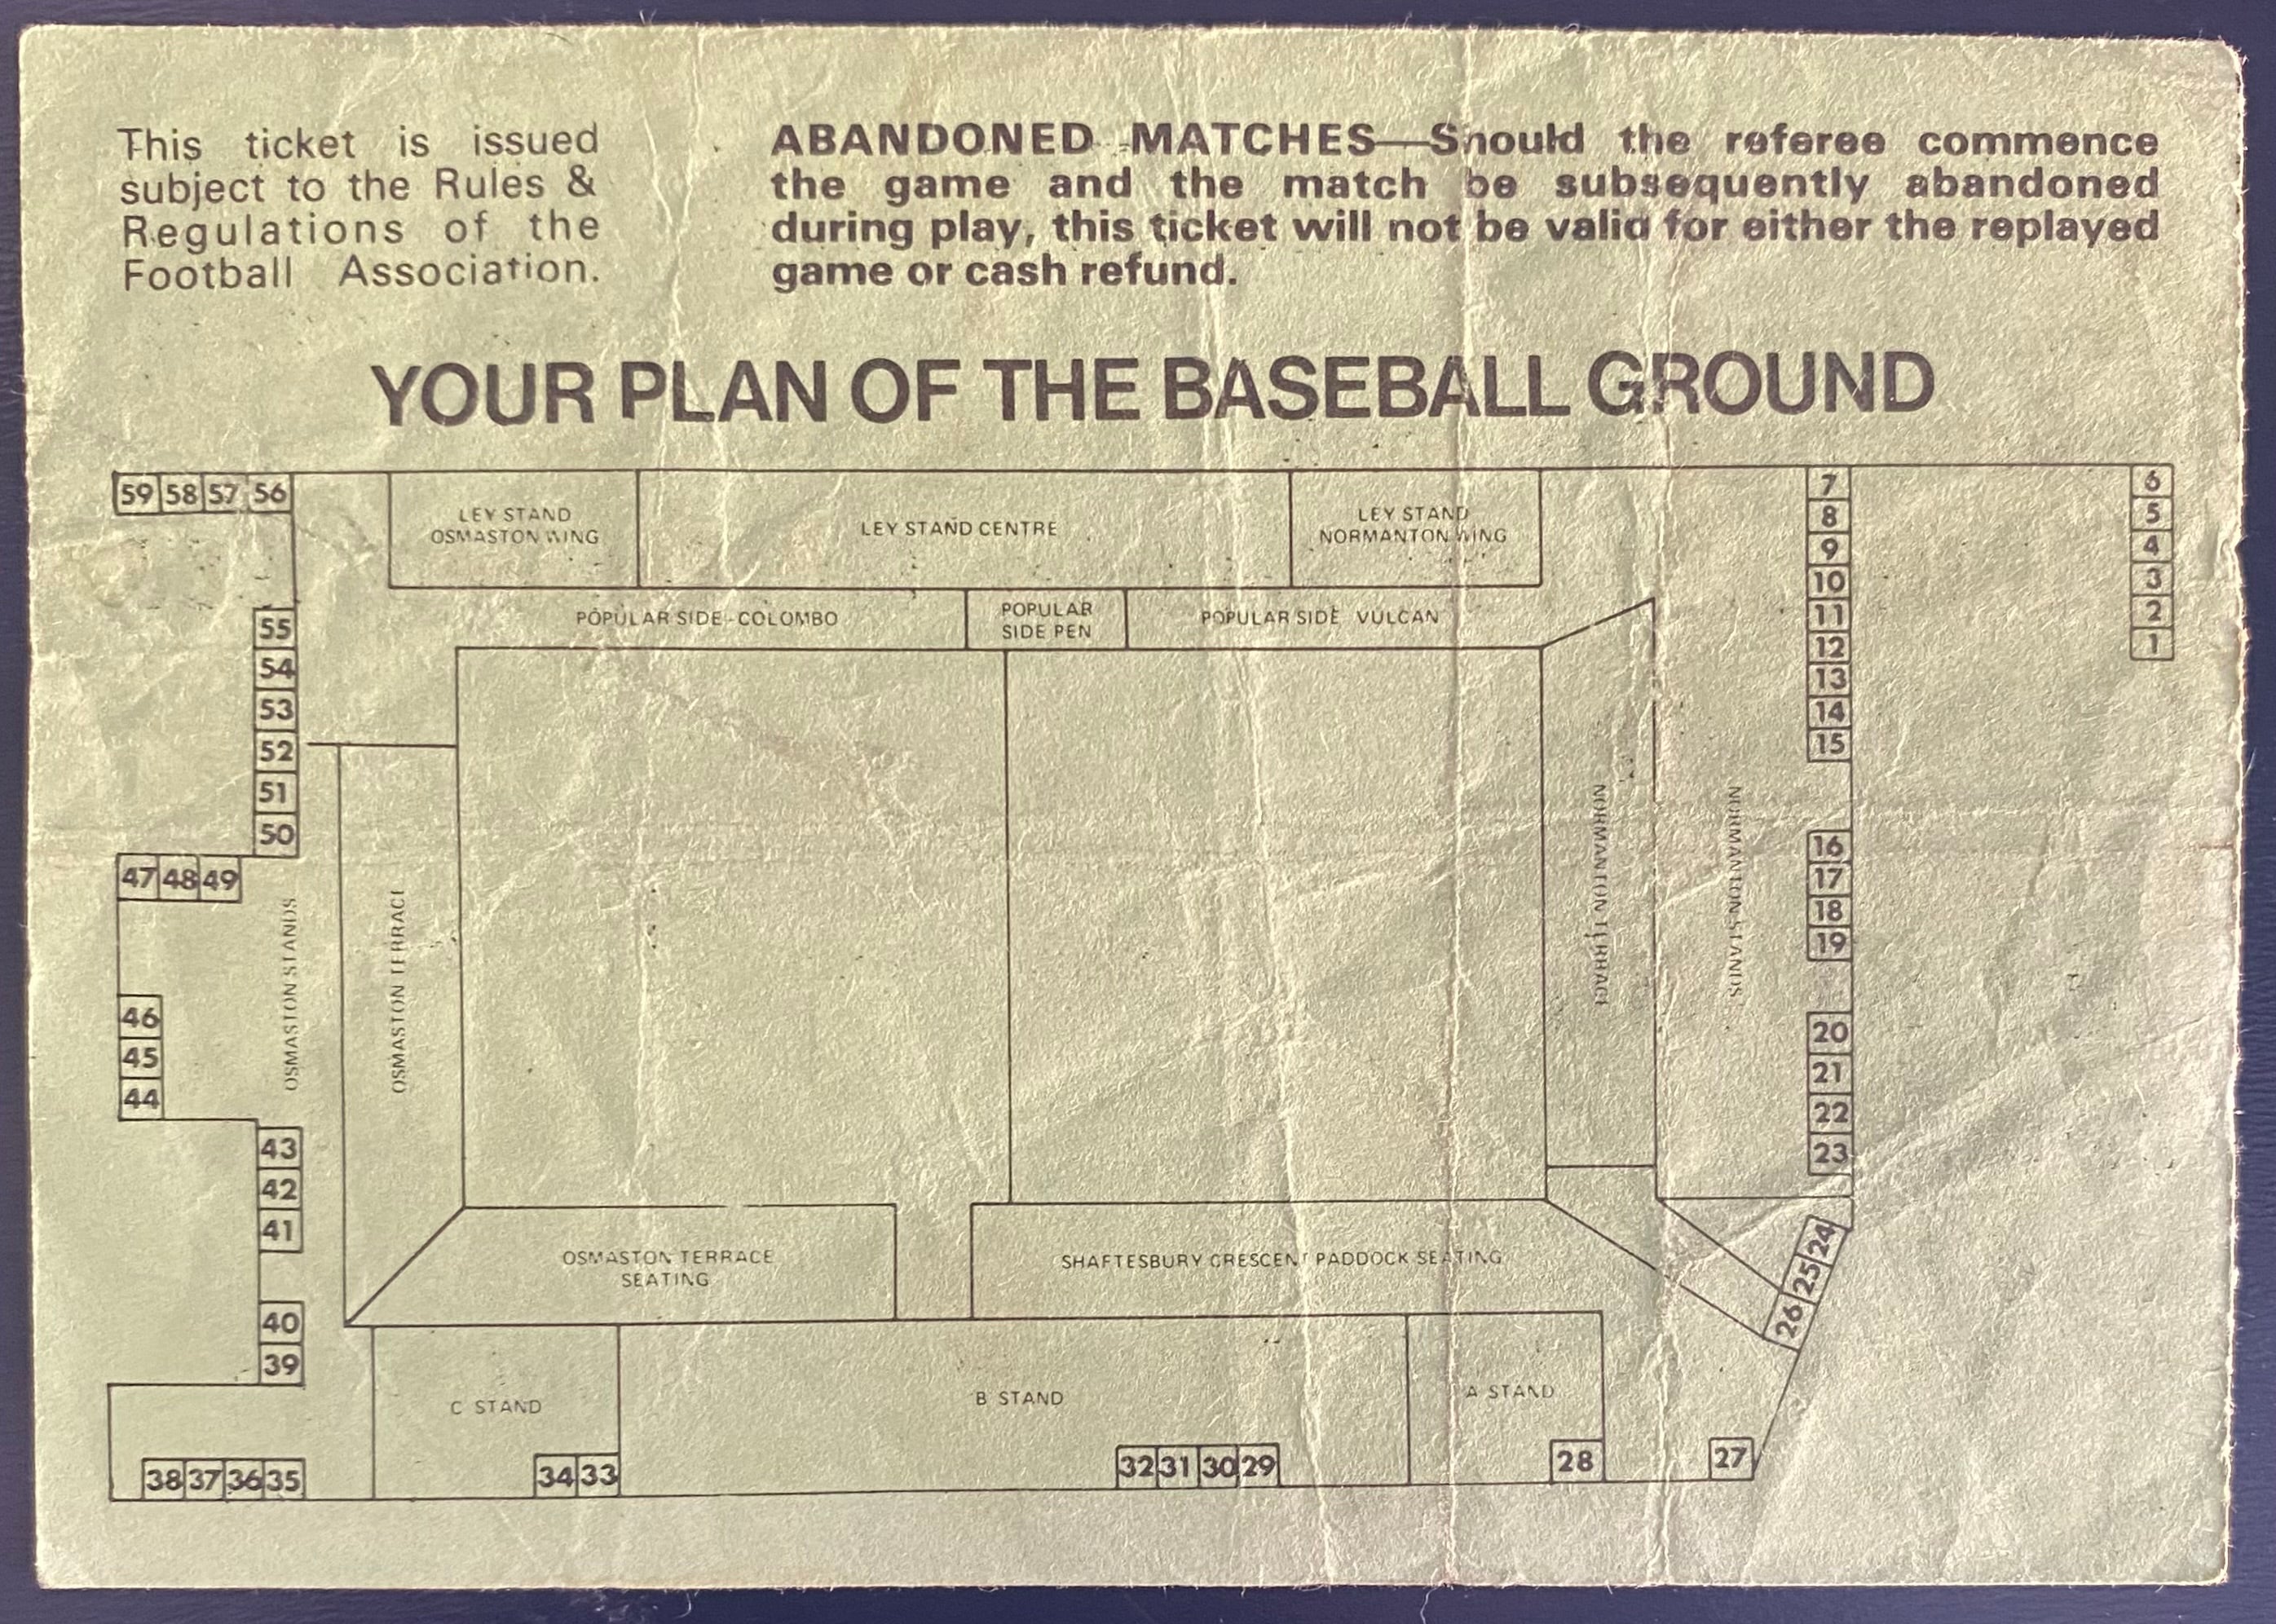 This ticket is issued
subject to the Rules &
Regulations of the
Football Association.
ABANDONED MATCHES—Should the referee commence
the game and the match be subsequently abandoned
during play, this ticket will not be valid for either the replayed
game or cash refund.
YOUR PLAN OF THE BASEBALL GROUND
59 58 57 56
LEY STAND
OSMASTON WING
LEY STAND CENTRE
LEY STAND
NORMANTON WING
7
8
9
10
11
12
13
14
15
6
5
4
3
2
1
POPULAR SIDE-COLOMBO
POPULAR
SIDE PEN
POPULAR SIDE VULCAN
55
54
53
52
51
50
47 48 49
46
45
44
OSMASTON STANDS
OSMASTON TERRACE
NORMANTON TERRACE
NORMANTON STANDS
16
17
18
19
20
21
22
23
43
42
41
40
39
OSMASTON TERRACE
SEATING
SHAFTESBURY CRESCENT PADDOCK SEATING
24
25
26
C STAND
B STAND
A STAND
38 37 36 35
34 33
32 31 30 29
28
27